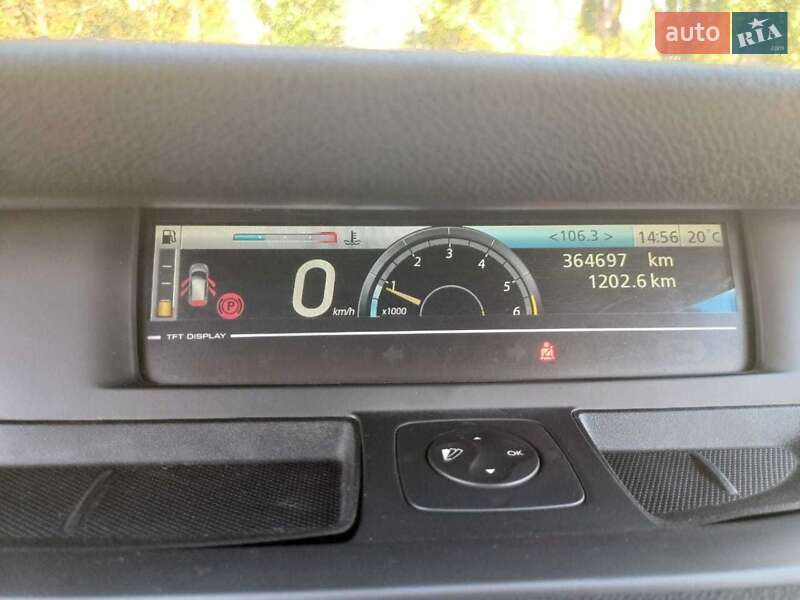 auto RIA .com
<106.3> 14:56 20°C
364697 km
1202.6 km
0 km/h
1 2 3 4 5 6
x1000
P
TFT DISPLAY
OK